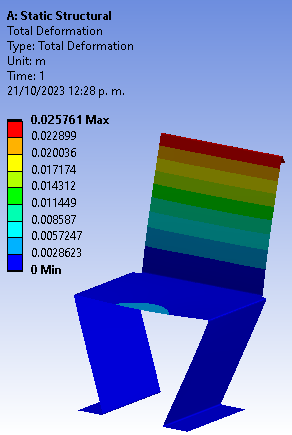 A: Static Structural
Total Deformation
Type: Total Deformation
Unit: m
Time: 1
21/10/2023 12:28 p. m.
0.025761 Max
0.022899
0.020036
0.017174
0.014312
0.011449
0.008587
0.0057247
0.0028623
0 Min